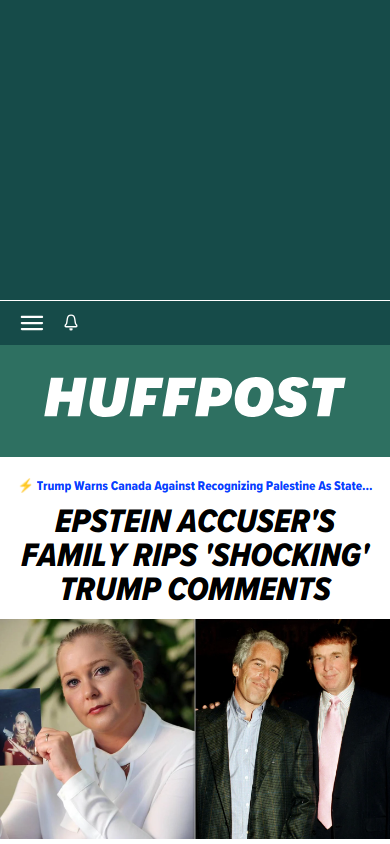 HUFFPOST
⚡ Trump Warns Canada Against Recognizing Palestine As State...
EPSTEIN ACCUSER'S
FAMILY RIPS 'SHOCKING'
TRUMP COMMENTS